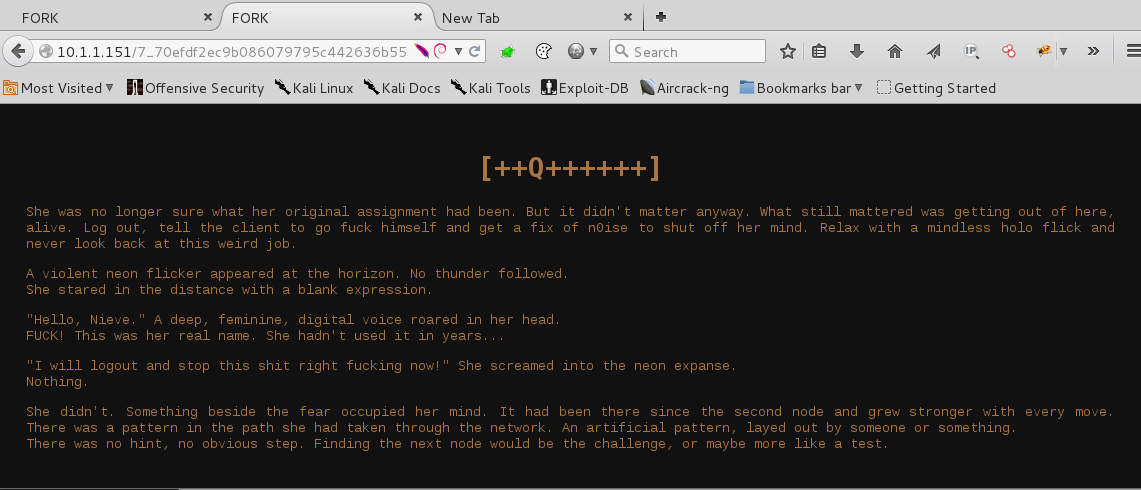 FORK
FORK
New Tab
10.1.1.151/7_70efdf2ec9b086079795c442636b55
Search
IP
Most Visited
Offensive Security
Kali Linux
Kali Docs
Kali Tools
Exploit-DB
Aircrack-ng
Bookmarks bar
Getting Started
[++Q++++++]
She was no longer sure what her original assignment had been. But it didn't matter anyway. What still mattered was getting out of here,
alive. Log out, tell the client to go fuck himself and get a fix of n0ise to shut off her mind. Relax with a mindless holo flick and
never look back at this weird job.
A violent neon flicker appeared at the horizon. No thunder followed.
She stared in the distance with a blank expression.
"Hello, Nieve." A deep, feminine, digital voice roared in her head.
FUCK! This was her real name. She hadn't used it in years...
"I will logout and stop this shit right fucking now!" She screamed into the neon expanse.
Nothing.
She didn't. Something beside the fear occupied her mind. It had been there since the second node and grew stronger with every move.
There was a pattern in the path she had taken through the network. An artificial pattern, layed out by someone or something.
There was no hint, no obvious step. Finding the next node would be the challenge, or maybe more like a test.